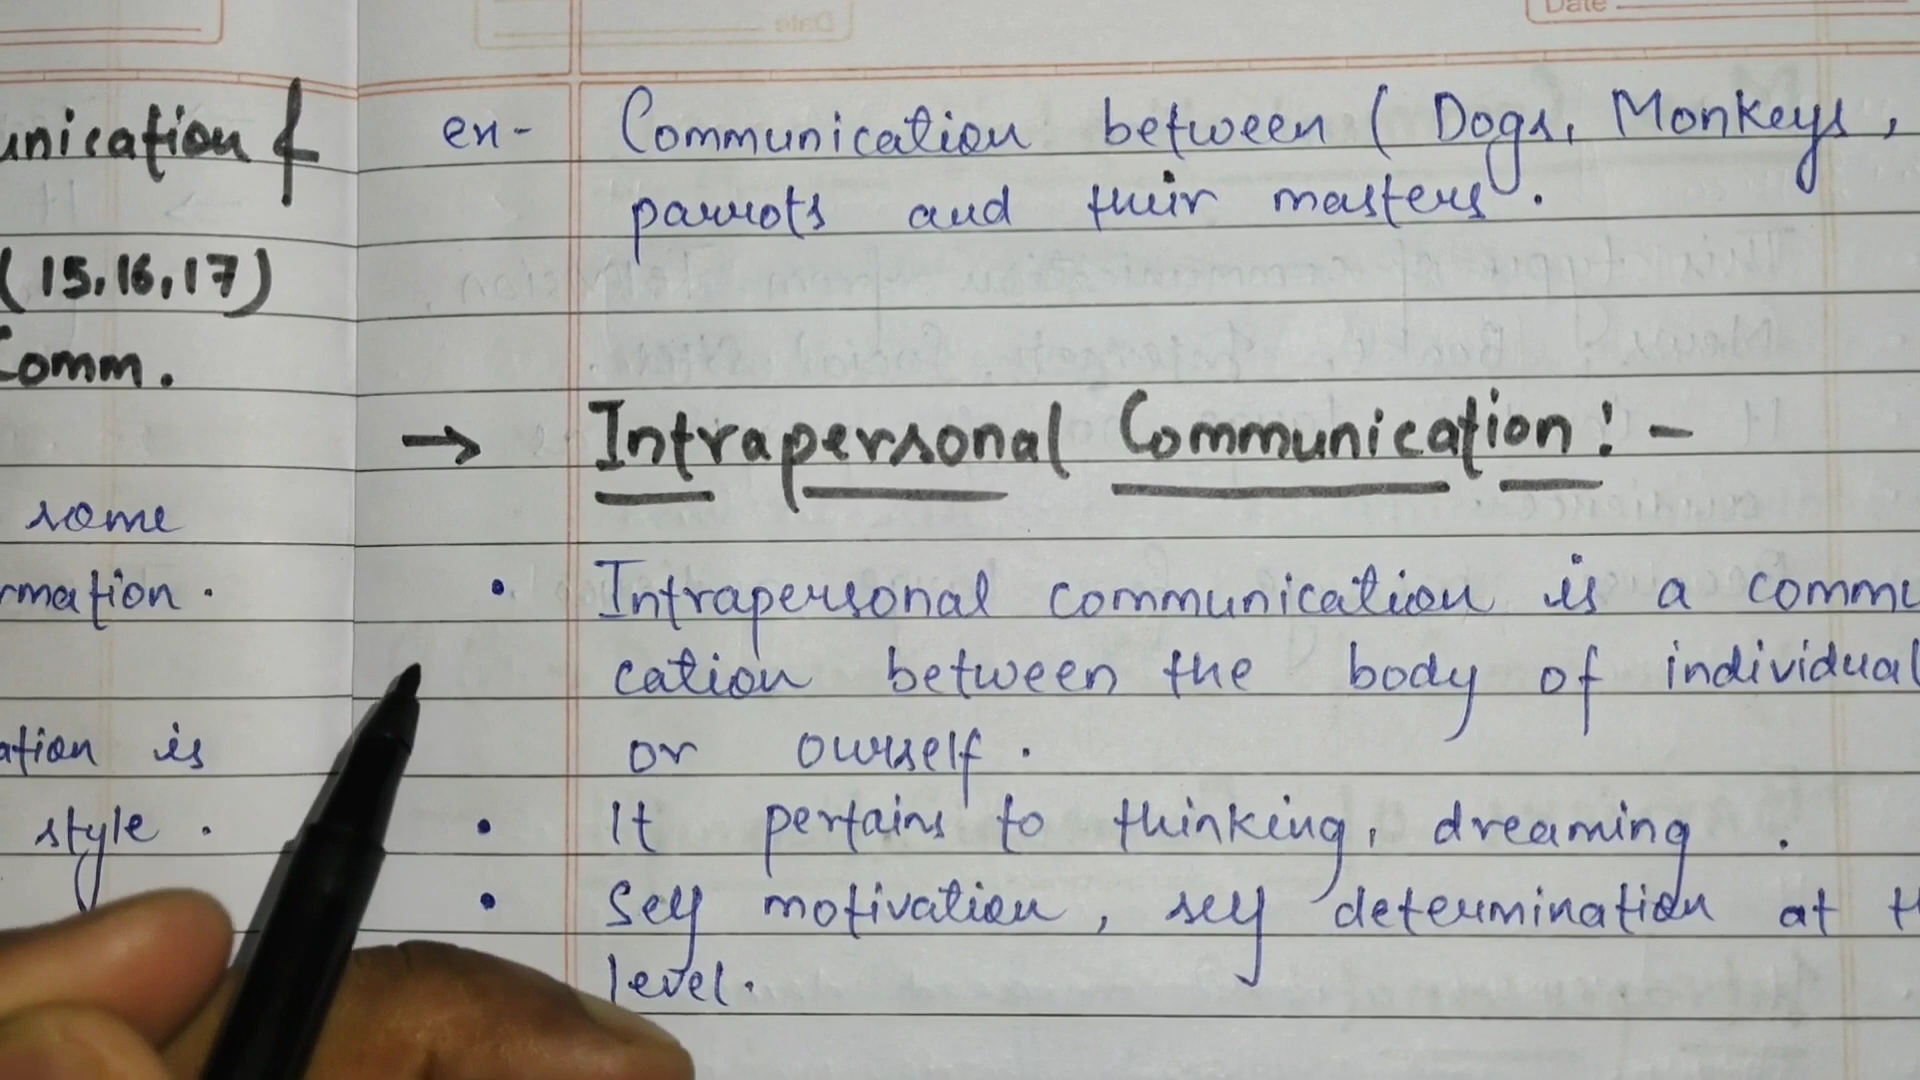 Date
unication f
(15,16,17)
Comm.
some
rmation.
ation is
style.
ex- Communication between (Dogs, Monkeys,
parrots and their masters.
→ Intrapersonal Communication:-
• Intrapersonal communication is a commu
cation between the body of individual
or ourself.
• It pertains to thinking, dreaming.
• Self motivation, self determination at th
level.